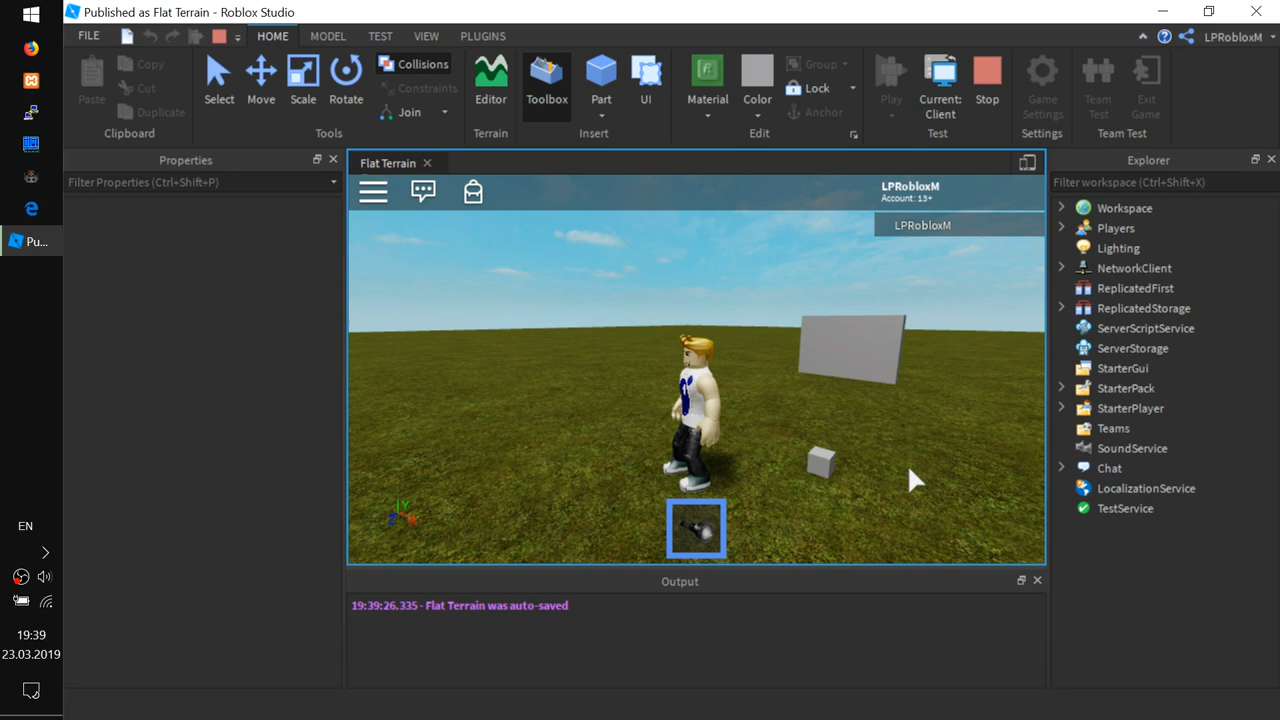 Published as Flat Terrain - Roblox Studio
FILE HOME MODEL TEST VIEW PLUGINS LPRobloxM
Paste Copy Cut Duplicate
Clipboard
Select Move Scale Rotate
Collisions
Constraints
Join
Tools
Editor
Terrain
Toolbox Part UI
Insert
Material Color
Group
Lock
Anchor
Edit
Play Current: Client Stop
Test
Game Settings
Settings
Team Test Exit Game
Team Test
Properties
Filter Properties (Ctrl+Shift+P)
Flat Terrain
LPRobloxM
Account: 13+
LPRobloxM
Y
Z X
Output
19:39:26.335 - Flat Terrain was auto-saved
Explorer
Filter workspace (Ctrl+Shift+X)
Workspace
Players
Lighting
NetworkClient
ReplicatedFirst
ReplicatedStorage
ServerScriptService
ServerStorage
StarterGui
StarterPack
StarterPlayer
Teams
SoundService
Chat
LocalizationService
TestService
Pu...
EN
19:39
23.03.2019